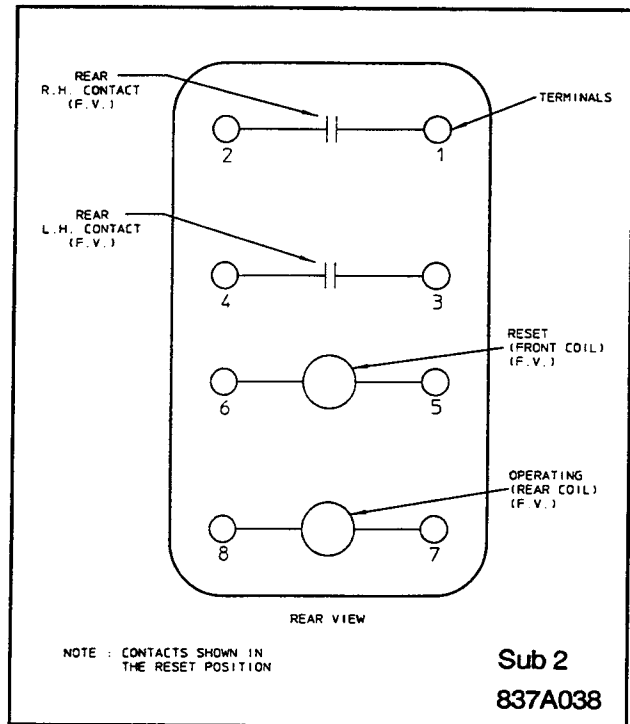 REAR
R.H. CONTACT
(F.V.)
TERMINALS
2
1
REAR
L.H. CONTACT
(F.V.)
4
3
RESET
(FRONT COIL)
(F.V.)
6
5
OPERATING
(REAR COIL)
(F.V.)
8
7
REAR VIEW
NOTE : CONTACTS SHOWN IN
THE RESET POSITION
Sub 2
837A038